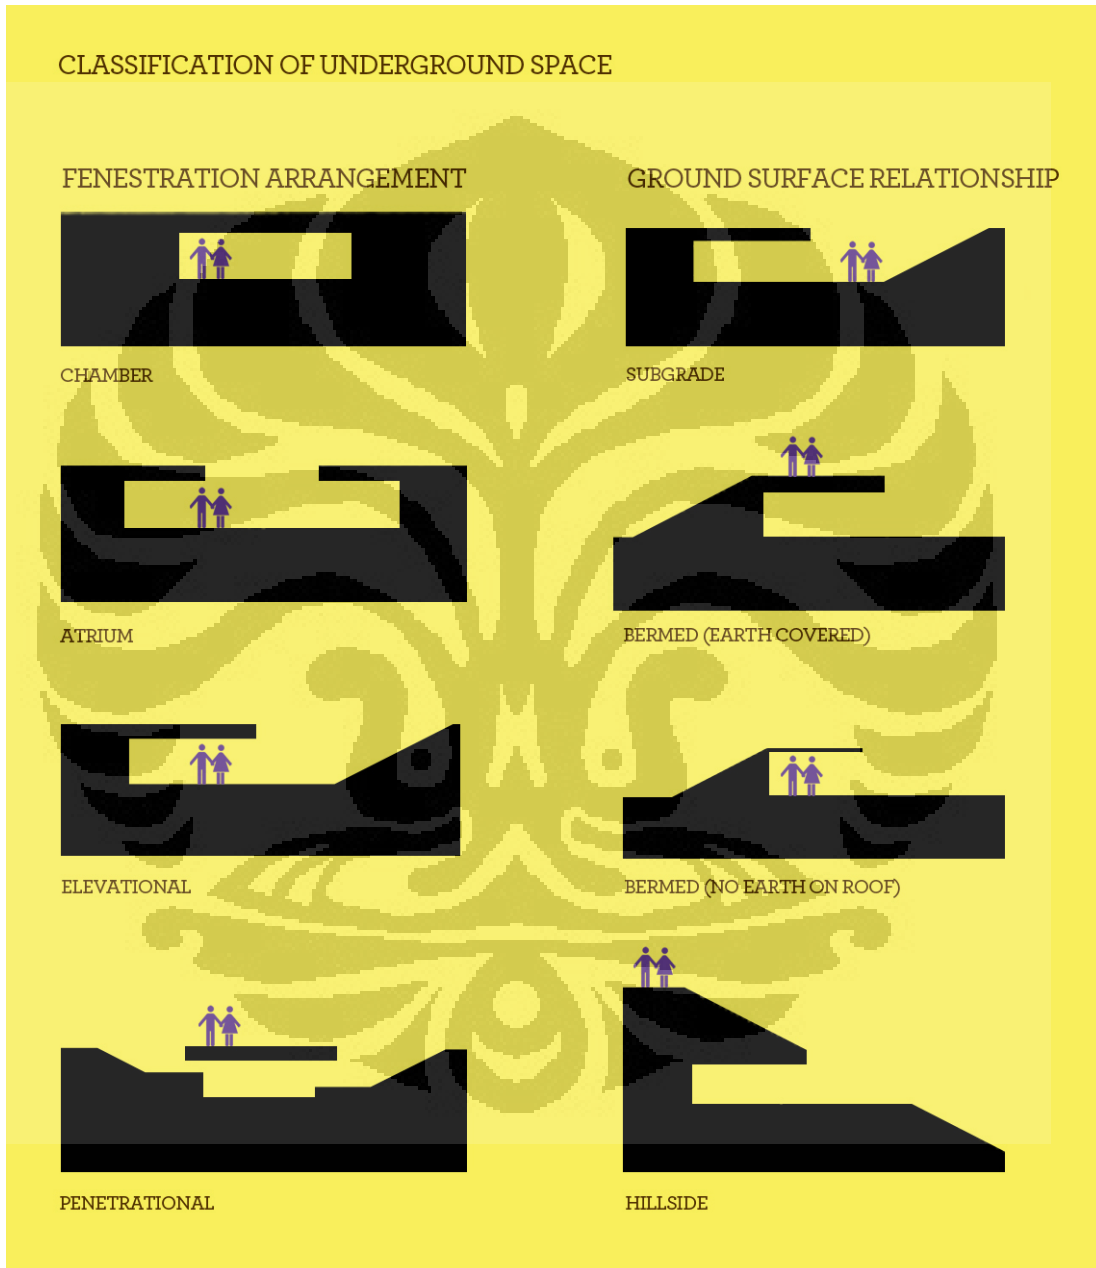 CLASSIFICATION OF UNDERGROUND SPACE
FENESTRATION ARRANGEMENT
GROUND SURFACE RELATIONSHIP
CHAMBER
SUBGRADE
ATRIUM
BERMED (EARTH COVERED)
ELEVATIONAL
BERMED (NO EARTH ON ROOF)
PENETRATIONAL
HILLSIDE